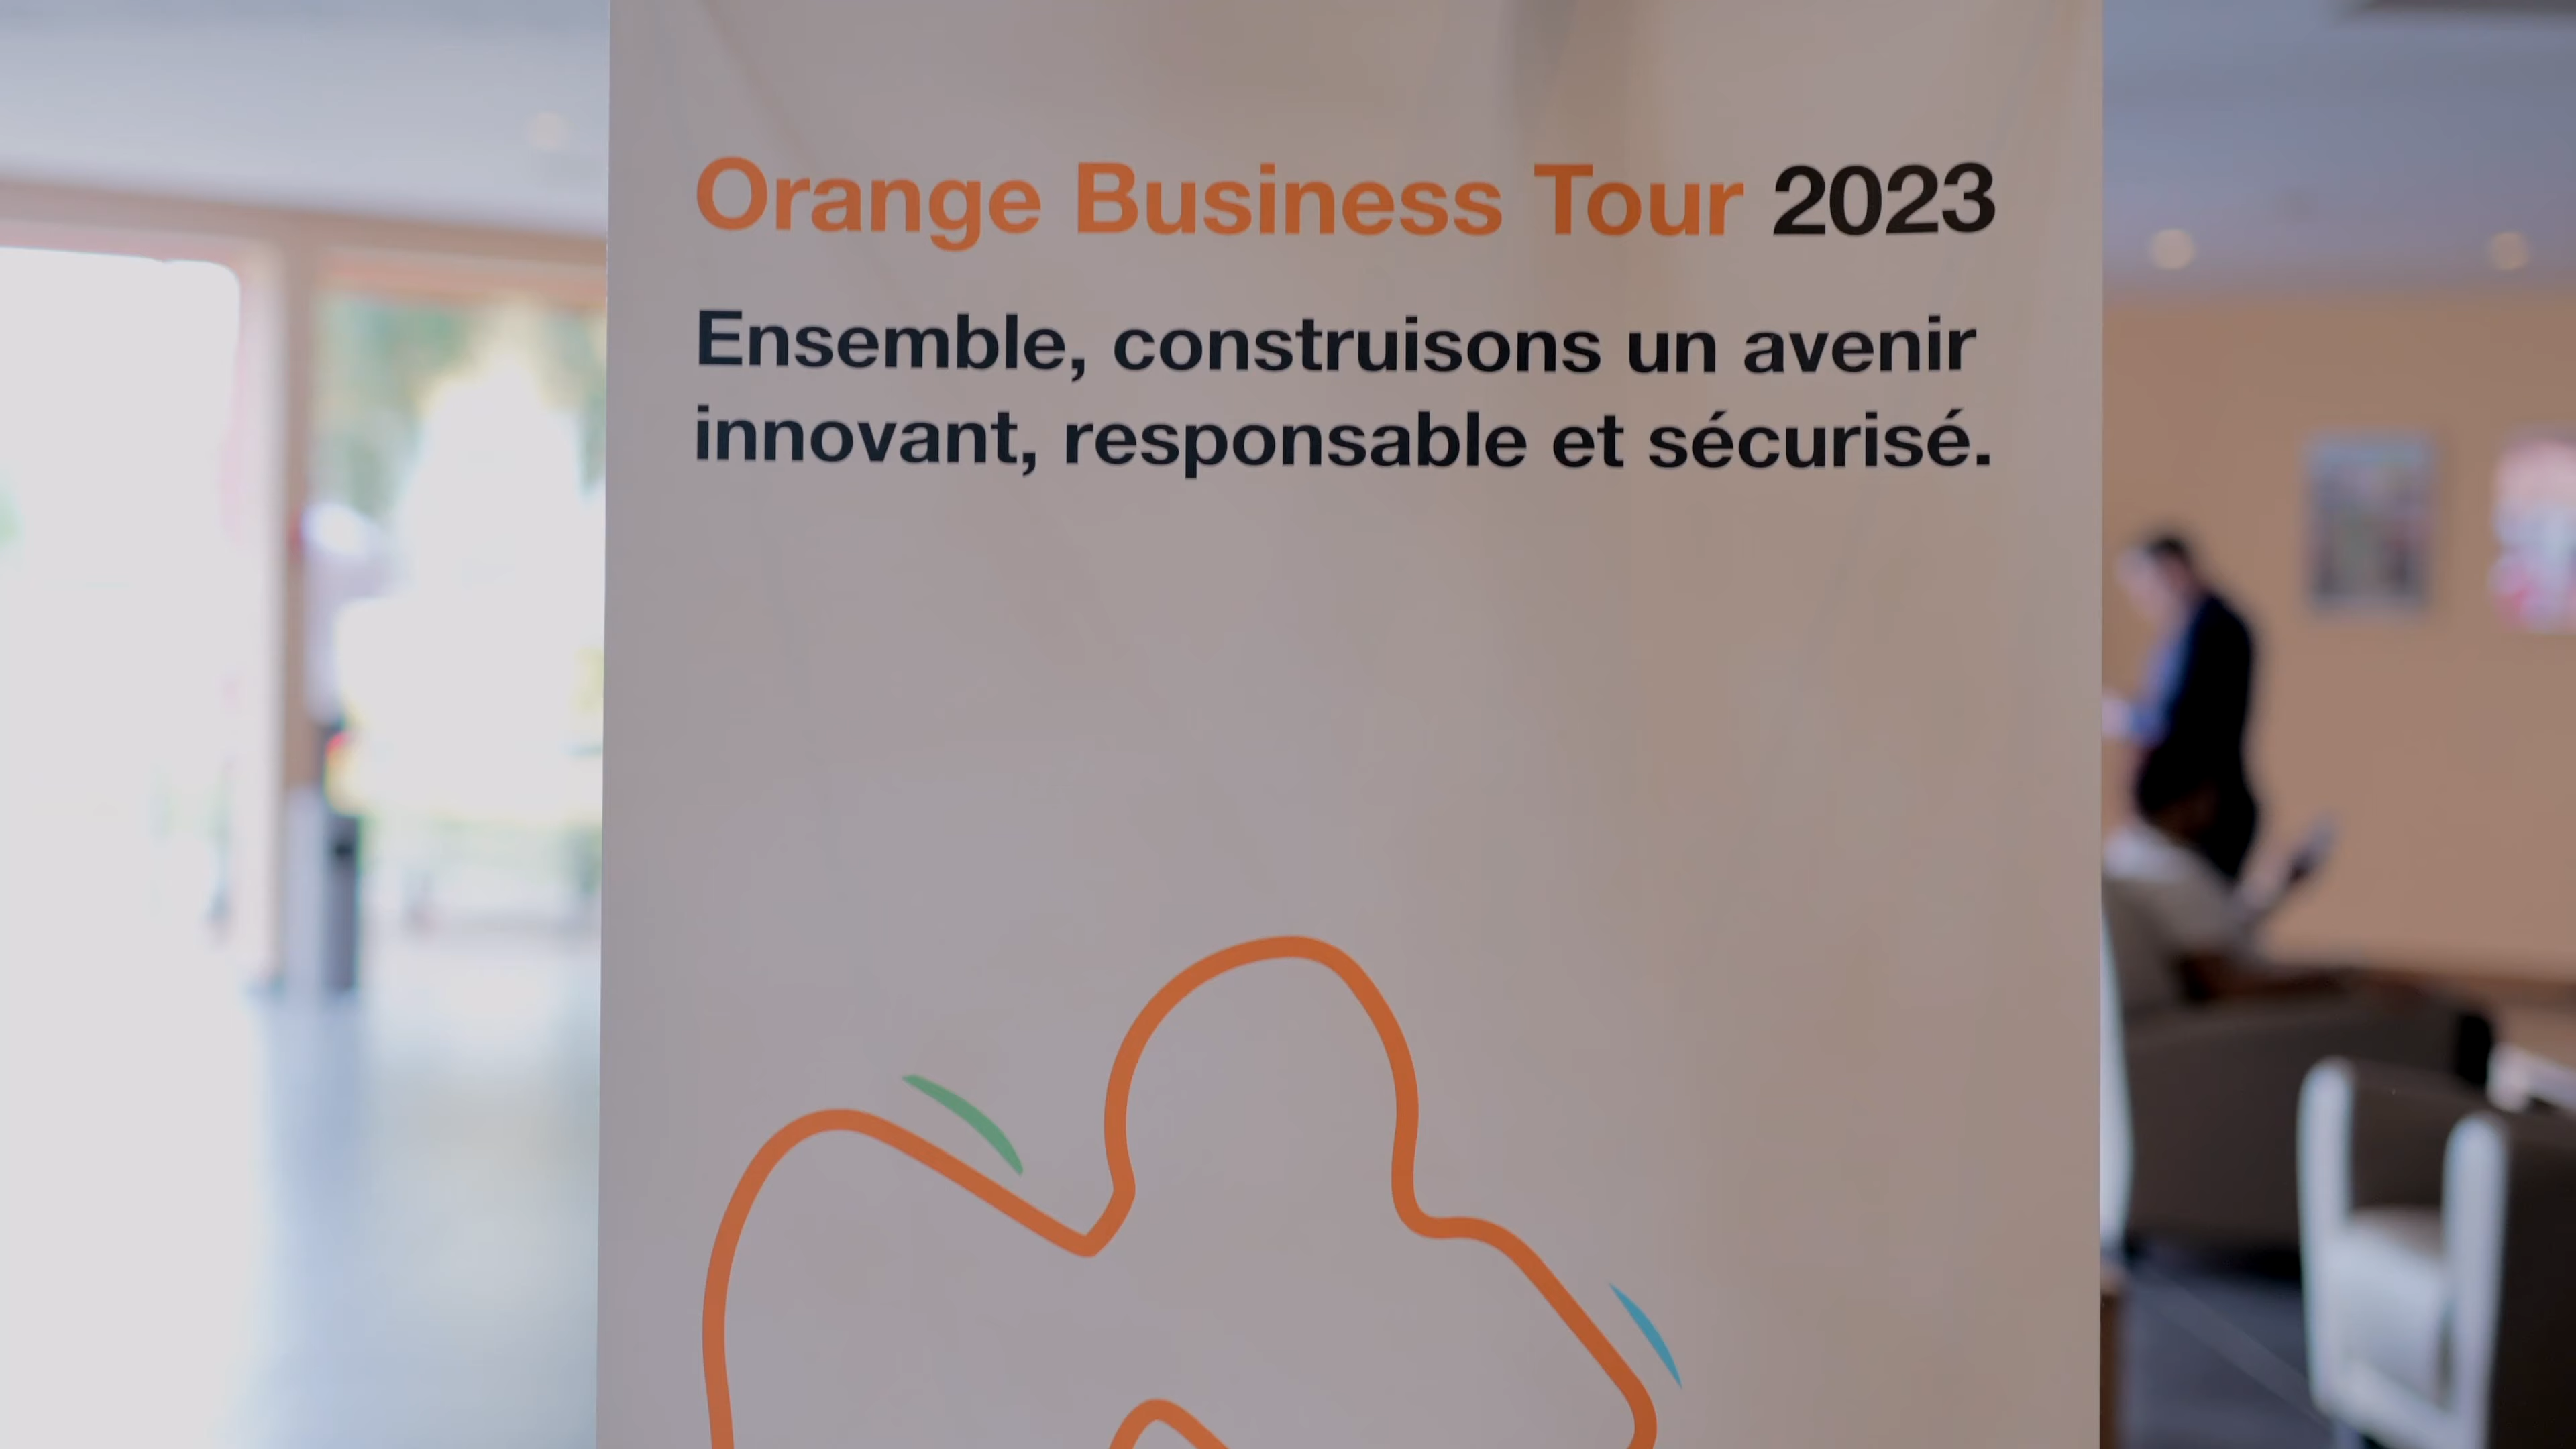 Orange Business Tour 2023
Ensemble, construisons un avenir
innovant, responsable et sécurisé.